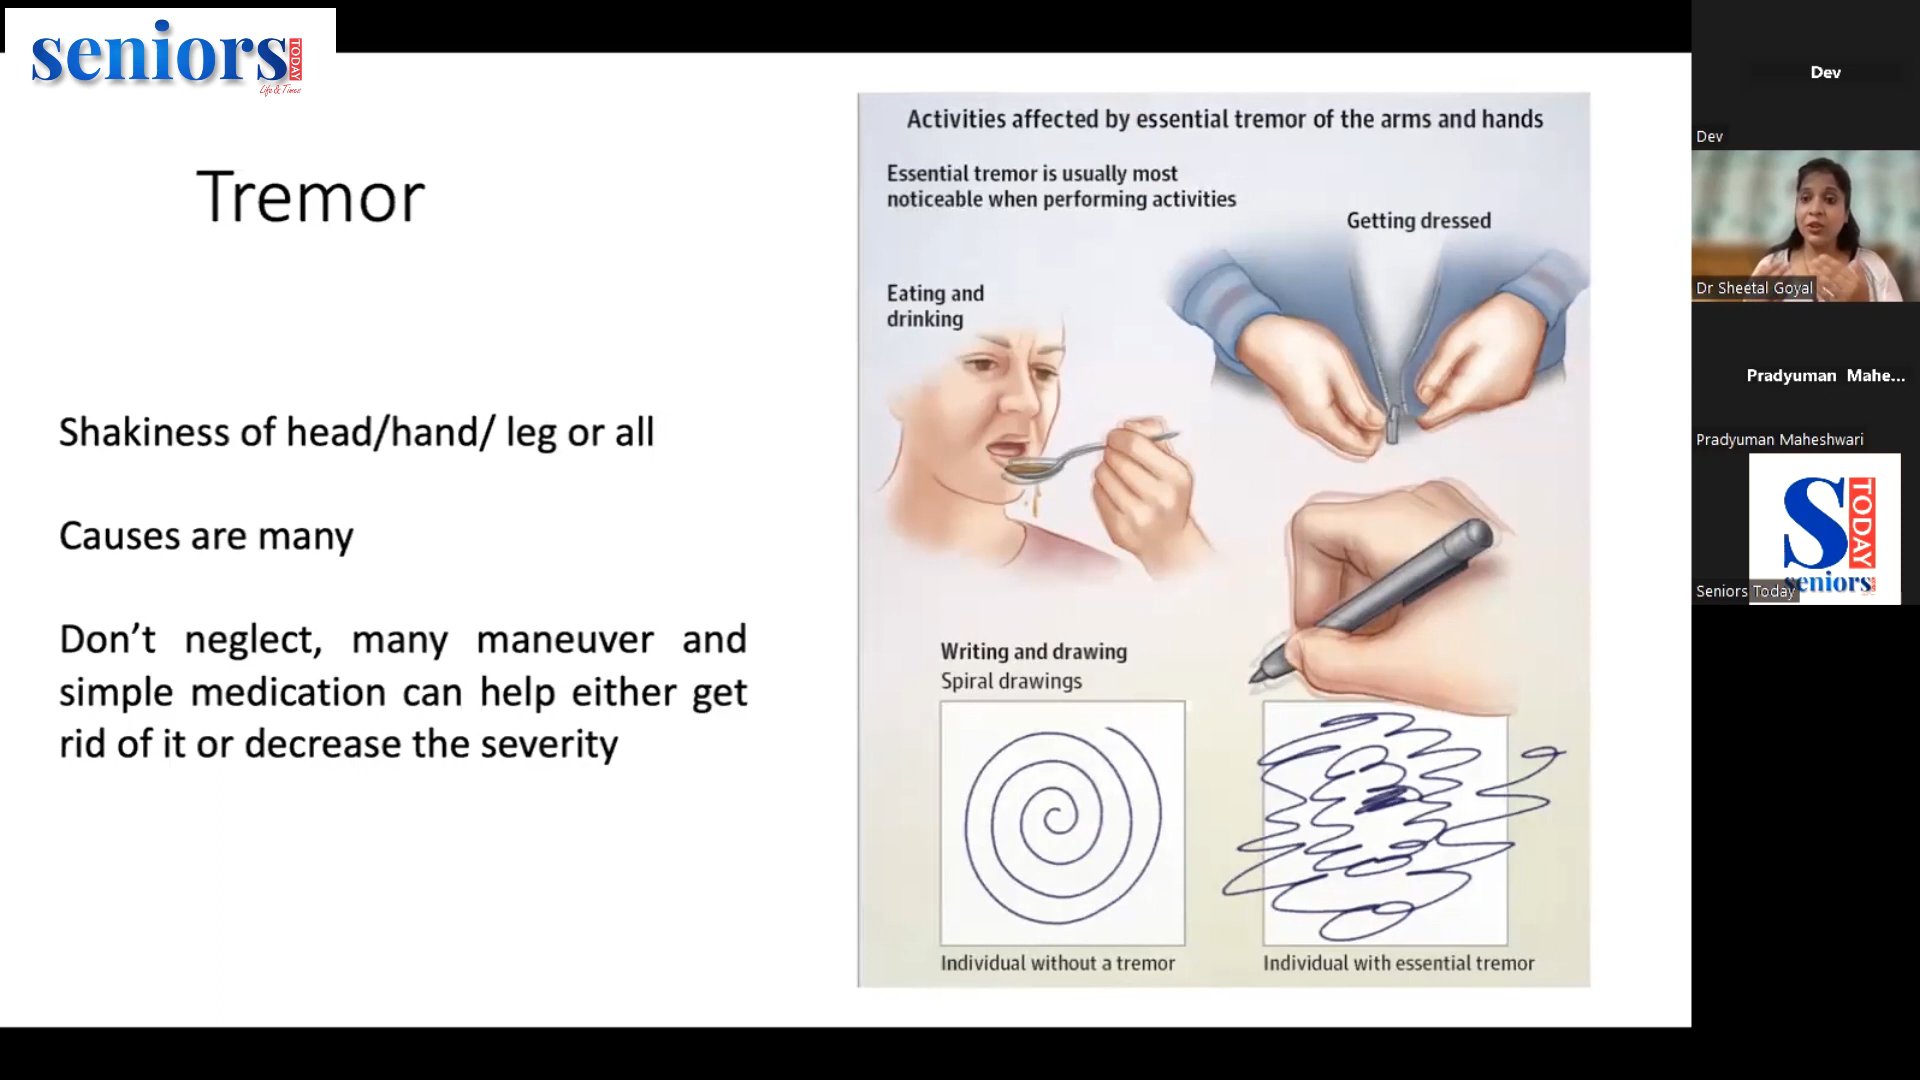 seniors
TODAY
Life & Times
Tremor
Shakiness of head/hand/ leg or all
Causes are many
Don’t neglect, many maneuver and
simple medication can help either get
rid of it or decrease the severity
Activities affected by essential tremor of the arms and hands
Essential tremor is usually most
noticeable when performing activities
Getting dressed
Eating and
drinking
Writing and drawing
Spiral drawings
Individual without a tremor
Individual with essential tremor
Dev
Dev
Dr Sheetal Goyal
Pradyuman Mahe...
Pradyuman Maheshwari
S
TODAY
seniors
Seniors Today